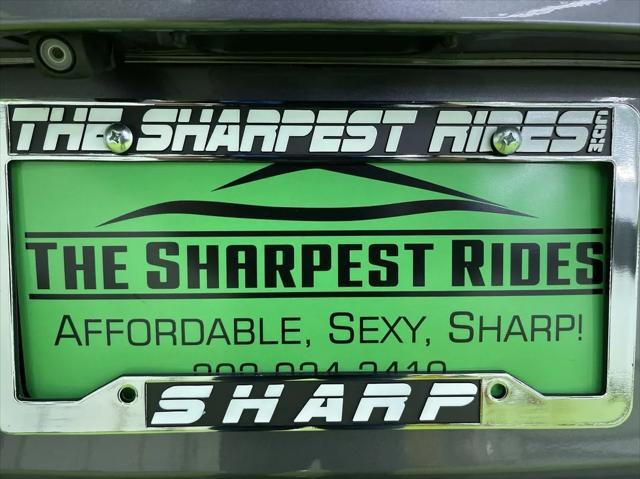 THE SHARPEST RIDES
.COM
THE SHARPEST RIDES
AFFORDABLE, SEXY, SHARP!
SHARP